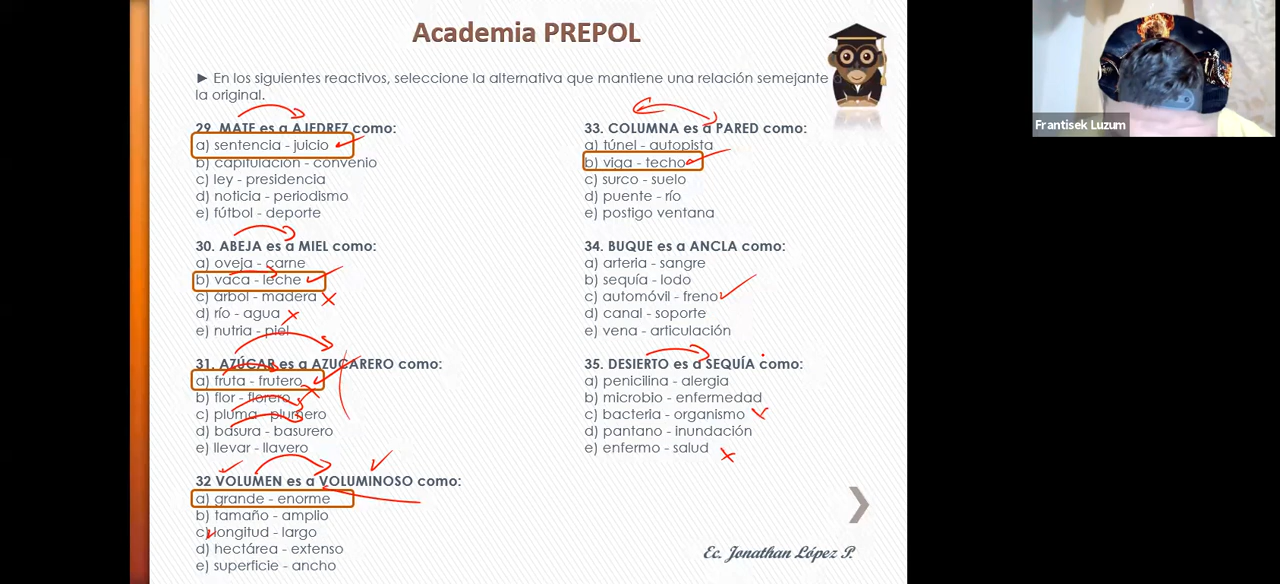 Academia PREPOL
► En los siguientes reactivos, seleccione la alternativa que mantiene una relación semejante
la original.
29. MATE es a AJEDREZ como:
a) sentencia - juicio
b) capitulación - convenio
c) ley - presidencia
d) noticia - periodismo
e) fútbol - deporte
30. ABEJA es a MIEL como:
a) oveja - carne
b) vaca - leche
c) árbol - madera
d) río - agua
e) nutria - piel
31. AZÚCAR es a AZUCARERO como:
a) fruta - frutero
b) flor - florero
c) pluma - plumero
d) basura - basurero
e) llevar - llavero
32 VOLUMEN es a VOLUMINOSO como:
a) grande - enorme
b) tamaño - amplio
c) longitud - largo
d) hectárea - extenso
e) superficie - ancho
33. COLUMNA es a PARED como:
a) túnel - autopista
b) viga - techo
c) surco - suelo
d) puente - río
e) postigo ventana
34. BUQUE es a ANCLA como:
a) arteria - sangre
b) sequía - lodo
c) automóvil - freno
d) canal - soporte
e) vena - articulación
35. DESIERTO es a SEQUÍA como:
a) penicilina - alergia
b) microbio - enfermedad
c) bacteria - organismo
d) pantano - inundación
e) enfermo - salud
Ec. Jonathan López P.
Frantisek Luzum